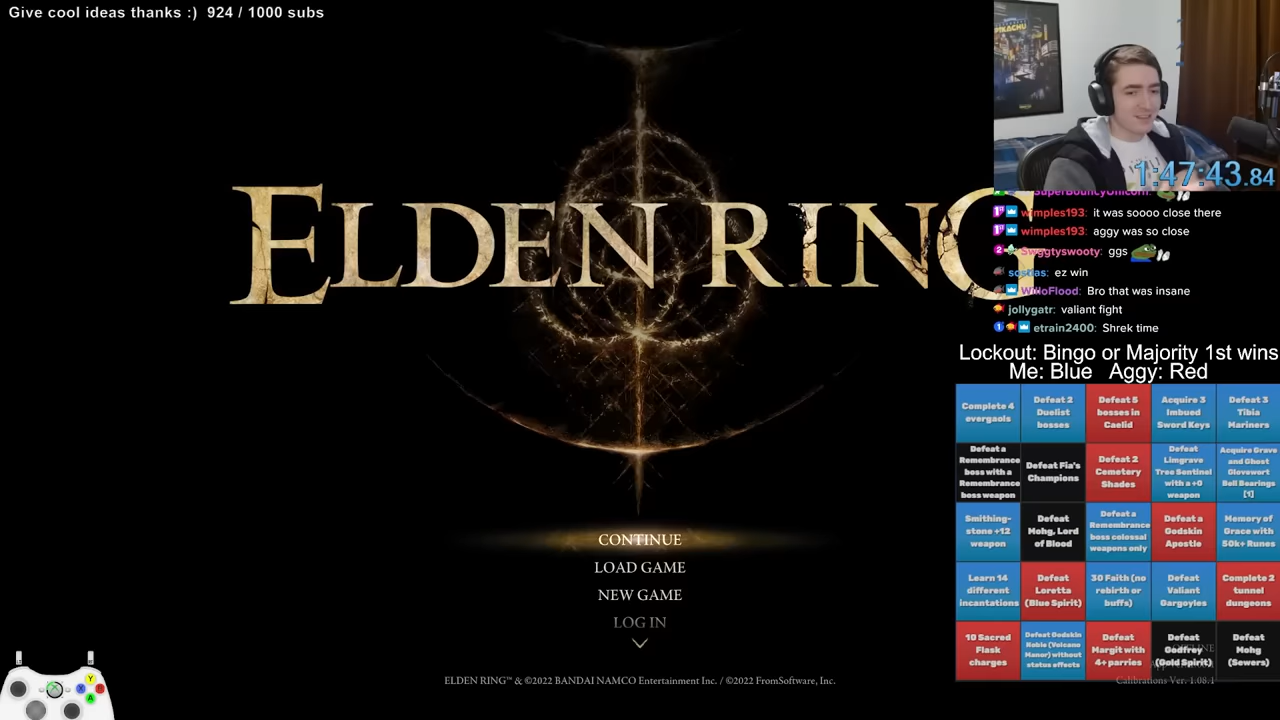 Give cool ideas thanks :) 924 / 1000 subs
PIKACHU
ELDEN RING
1:47:43.84
SuperBouncyUnicorn:
wimples193: it was soooo close there
wimples193: aggy was so close
Swggtyswooty: ggs
soskias: ez win
WilloFlood: Bro that was insane
jollygatr: valiant fight
etrain2400: Shrek time
Lockout: Bingo or Majority 1st wins
Me: Blue Aggy: Red
Complete 4
evergaols
Defeat 2
Duelist
bosses
Defeat 5
bosses in
Caelid
Acquire 3
Imbued
Sword Keys
Defeat 3
Tibia
Mariners
Defeat a
Remembrance
boss with a
Remembrance
boss weapon
Defeat Fia's
Champions
Defeat 2
Cemetery
Shades
Defeat
Limgrave
Tree Sentinel
with a +0
weapon
Acquire Grave
and Ghost
Glovewort
Bell Bearings
[1]
Smithing-
stone +12
weapon
Defeat
Mohg, Lord
of Blood
Defeat a
Remembrance
boss colossal
weapons only
Defeat a
Godskin
Apostle
Memory of
Grace with
50k+ Runes
Learn 14
different
incantations
Defeat
Loretta
(Blue Spirit)
30 Faith (no
rebirth or
buffs)
Defeat
Valiant
Gargoyles
Complete 2
tunnel
dungeons
10 Sacred
Flask
charges
Defeat Godskin
Noble (Volcano
Manor) without
status effects
Defeat
Margit with
4+ parries
Defeat
Godfrey
(Gold Spirit)
Defeat
Mohg
(Sewers)
Calibrations Ver. 1.08.1
CONTINUE
LOAD GAME
NEW GAME
LOG IN
ELDEN RING™ & ©2022 BANDAI NAMCO Entertainment Inc. / ©2022 FromSoftware, Inc.
Y
X
B
A